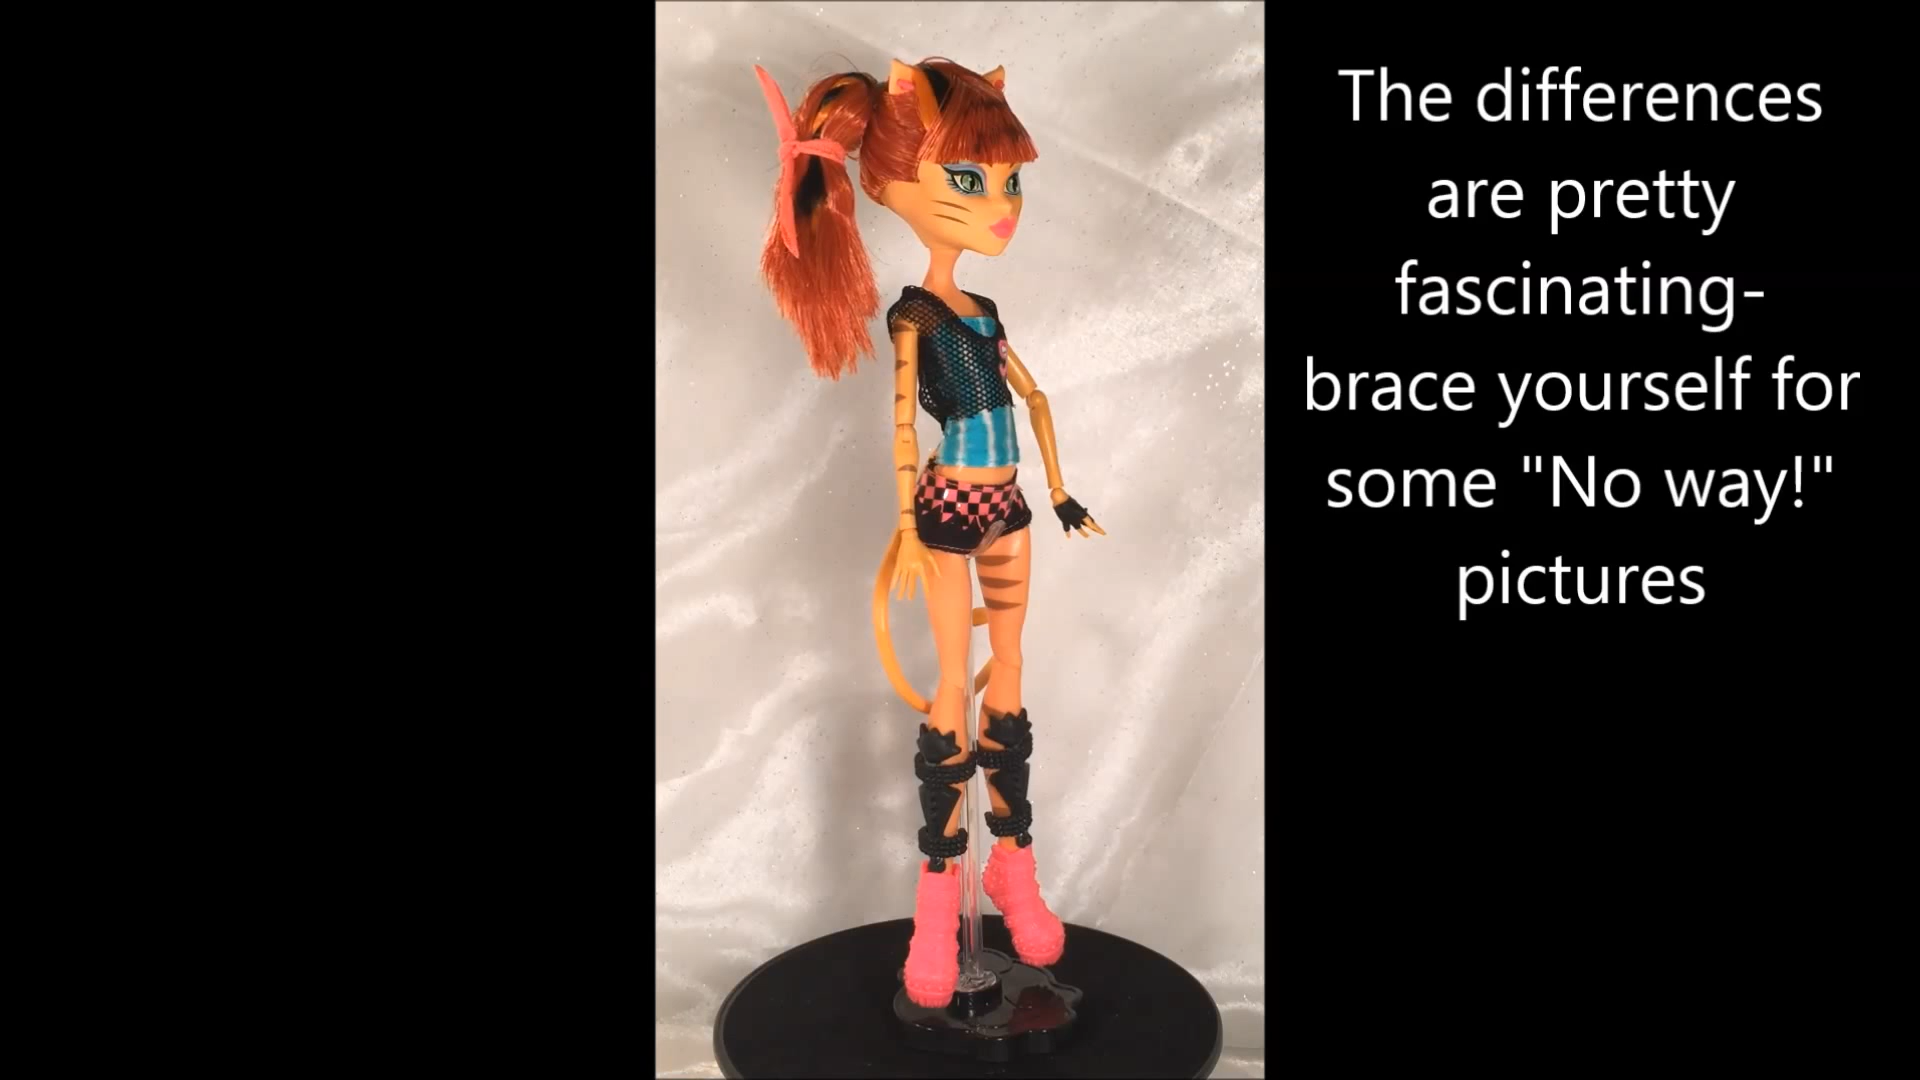 The differences
are pretty
fascinating-
brace yourself for
some "No way!"
pictures